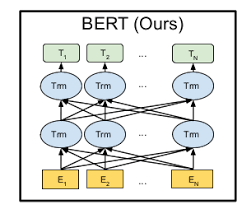 BERT (Ours)
T1 T2 ... TN
Trm Trm ... Trm
Trm Trm ... Trm
E1 E2 ... EN